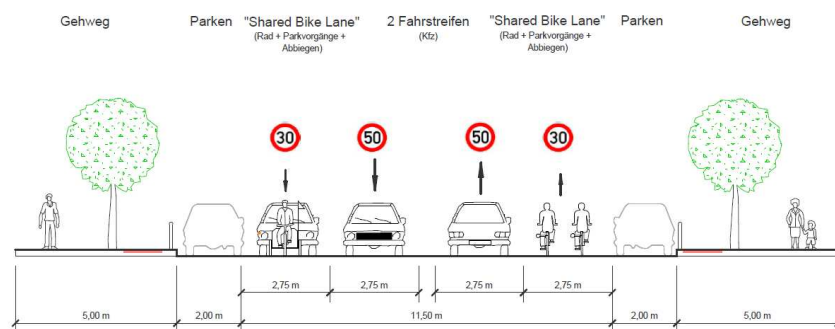 Gehweg
Parken
"Shared Bike Lane"
(Rad + Parkvorgänge +
Abbiegen)
2 Fahrstreifen
(Kfz)
"Shared Bike Lane"
(Rad + Parkvorgänge +
Abbiegen)
Parken
Gehweg
30
50
50
30
2,75 m
2,75 m
2,75 m
2,75 m
5,00 m
2,00 m
11,50 m
2,00 m
5,00 m